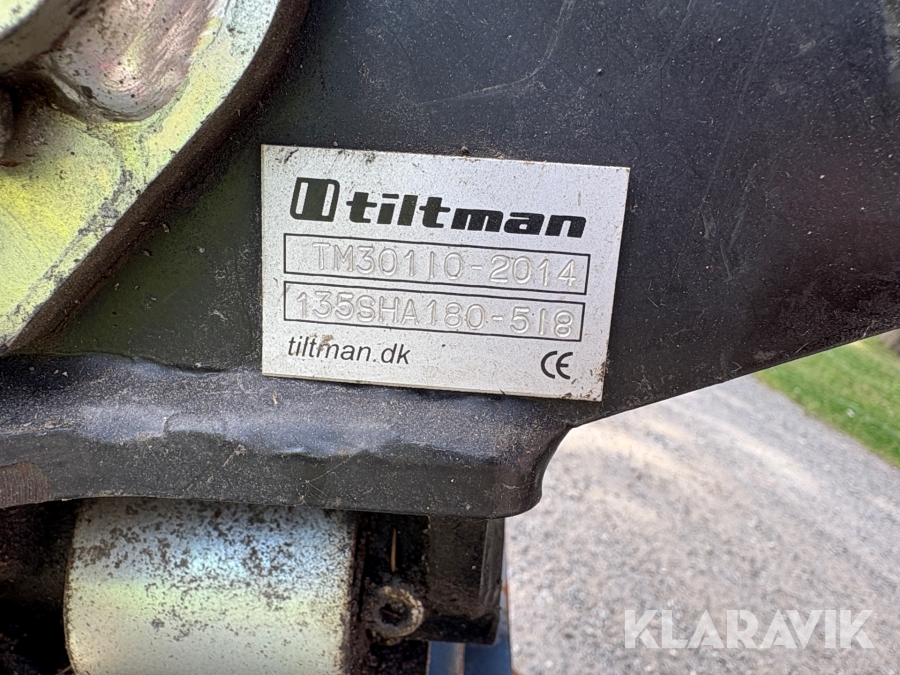 tiltman
TM30110-2014
135SHA180-518
tiltman.dk
CE
KLARAVIK